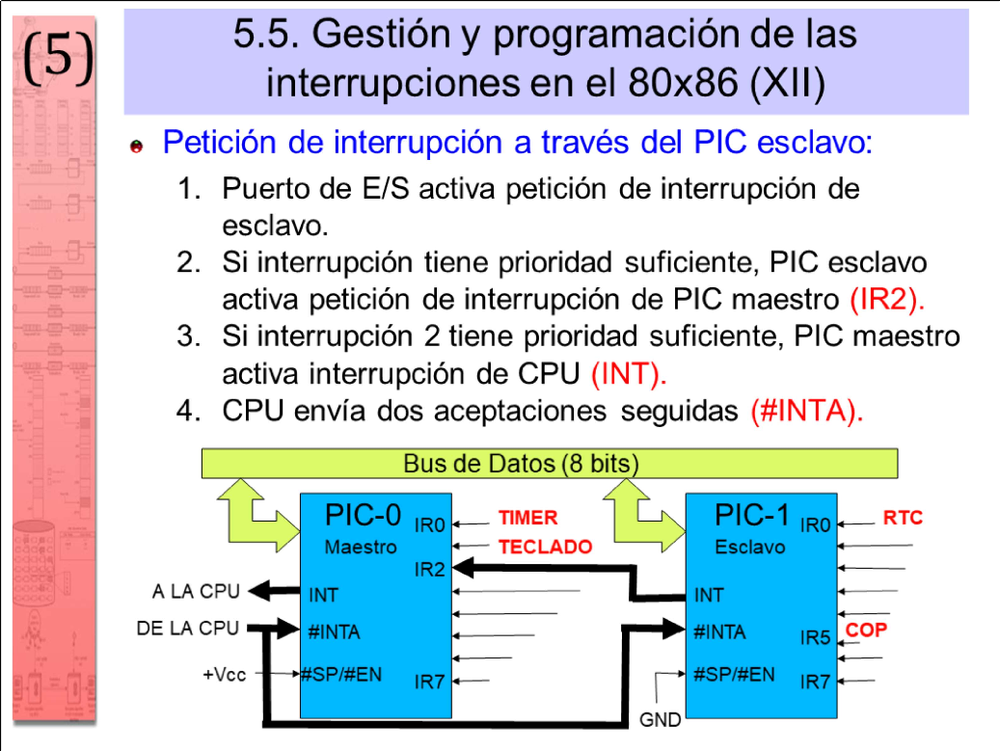 (5)
5.5. Gestión y programación de las
interrupciones en el 80x86 (XII)
Petición de interrupción a través del PIC esclavo:
1. Puerto de E/S activa petición de interrupción de
esclavo.
2. Si interrupción tiene prioridad suficiente, PIC esclavo
activa petición de interrupción de PIC maestro (IR2).
3. Si interrupción 2 tiene prioridad suficiente, PIC maestro
activa interrupción de CPU (INT).
4. CPU envía dos aceptaciones seguidas (#INTA).
Bus de Datos (8 bits)
PIC-0
Maestro
IR0
TIMER
TECLADO
IR2
A LA CPU
INT
DE LA CPU
#INTA
+Vcc
#SP/#EN
IR7
PIC-1
Esclavo
IR0
RTC
INT
#INTA
IR5
COP
#SP/#EN
IR7
GND